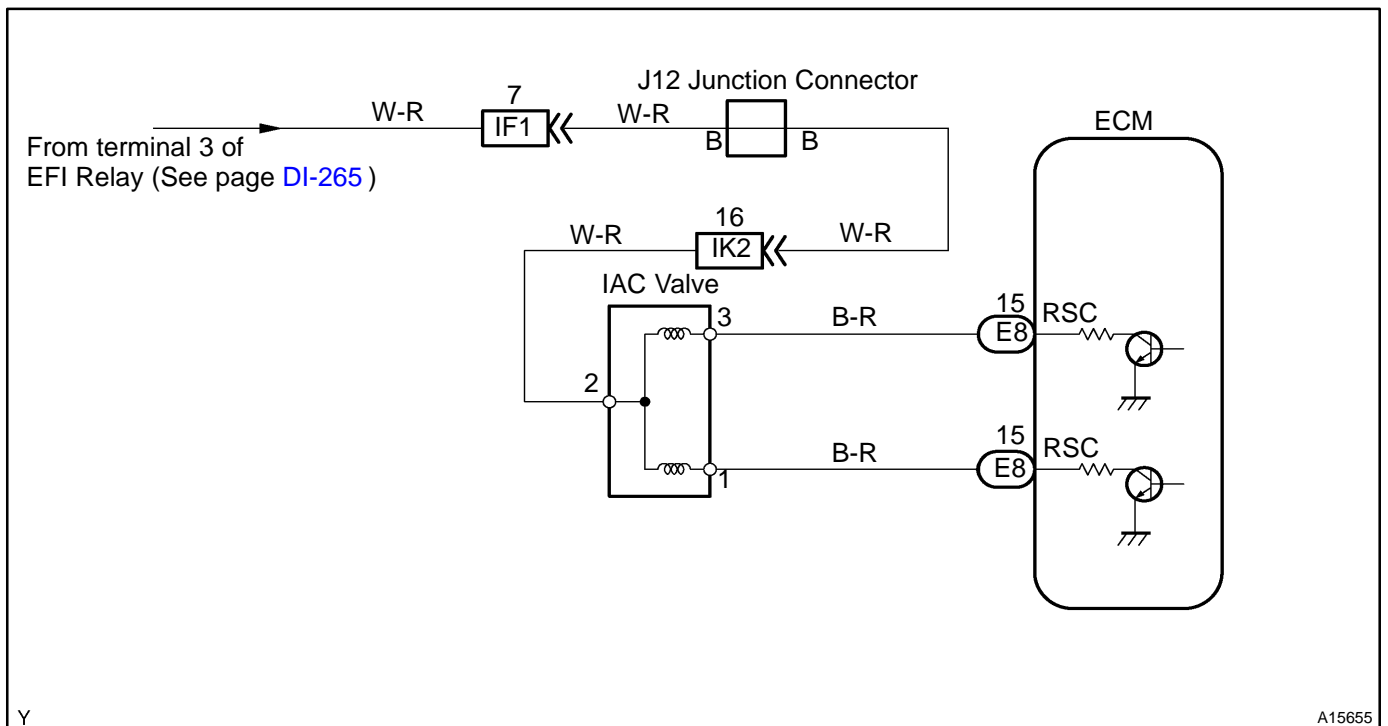 J12 Junction Connector
7
W-R
IF1
W-R
B
B
ECM
From terminal 3 of
EFI Relay (See page DI-265 )
16
W-R
IK2
W-R
IAC Valve
3
B-R
15
E8
RSC
2
1
B-R
15
E8
RSC
Y
A15655